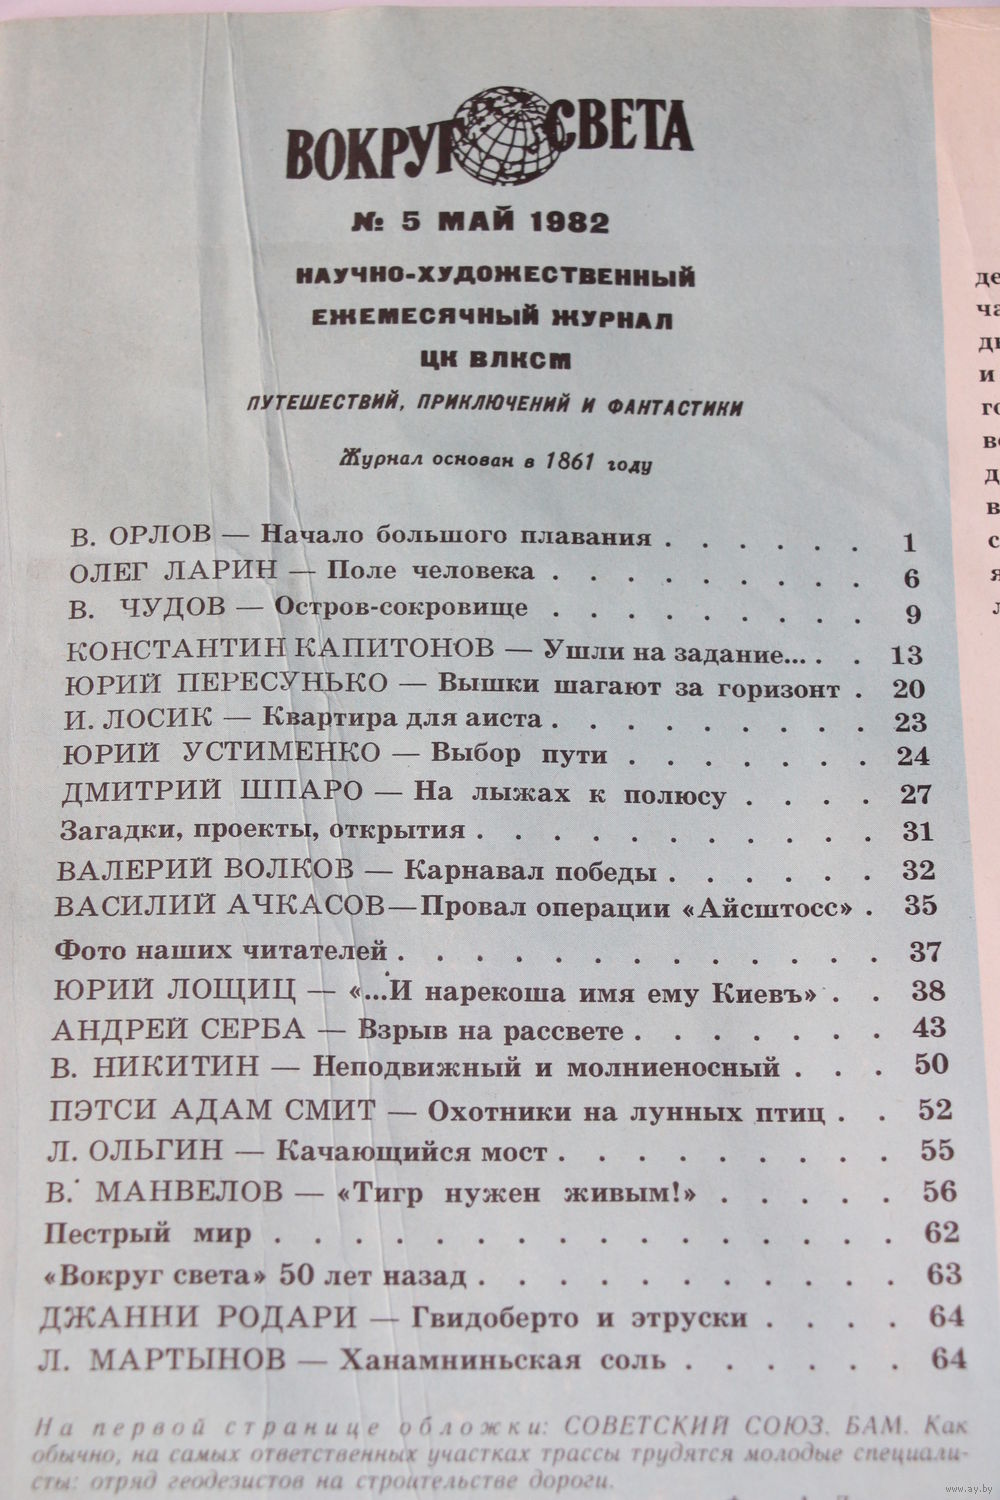 ВОКРУГ СВЕТА
№ 5 МАЙ 1982
НАУЧНО-ХУДОЖЕСТВЕННЫЙ
ЕЖЕМЕСЯЧНЫЙ ЖУРНАЛ
ЦК ВЛКСМ
ПУТЕШЕСТВИЙ, ПРИКЛЮЧЕНИЙ И ФАНТАСТИКИ
Журнал основан в 1861 году
В. ОРЛОВ — Начало большого плавания . . . . . . 1
ОЛЕГ ЛАРИН — Поле человека . . . . . . . . . 6
В. ЧУДОВ — Остров-сокровище . . . . . . . . . 9
КОНСТАНТИН КАПИТОНОВ — Ушли на задание... . . 13
ЮРИЙ ПЕРЕСУНЬКО — Вышки шагают за горизонт . 20
И. ЛОСИК — Квартира для аиста . . . . . . . . . 23
ЮРИЙ УСТИМЕНКО — Выбор пути . . . . . . . 24
ДМИТРИЙ ШПАРО — На лыжах к полюсу . . . . 27
Загадки, проекты, открытия . . . . . . . . . . . 31
ВАЛЕРИЙ ВОЛКОВ — Карнавал победы . . . . . . 32
ВАСИЛИЙ АЧКАСОВ — Провал операции «Айсштосс» . 35
Фото наших читателей . . . . . . . . . . . . . 37
ЮРИЙ ЛОЩИЦ — «...И нарекоша имя ему Киевъ» . . 38
АНДРЕЙ СЕРБА — Взрыв на рассвете . . . . . . . 43
В. НИКИТИН — Неподвижный и молниеносный . . . 50
ПЭТСИ АДАМ СМИТ — Охотники на лунных птиц . . 52
Л. ОЛЬГИН — Качающийся мост . . . . . . . . . 55
В. МАНВЕЛОВ — «Тигр нужен живым!» . . . . . 56
Пестрый мир . . . . . . . . . . . . . . . . 62
«Вокруг света» 50 лет назад . . . . . . . . . . . 63
ДЖАННИ РОДАРИ — Гвидоберто и этруски . . . . 64
Л. МАРТЫНОВ — Ханамниньская соль . . . . . . 64
На первой странице обложки: СОВЕТСКИЙ СОЮЗ. БАМ. Как
обычно, на самых ответственных участках трассы трудятся молодые специали-
сты: отряд геодезистов на строительстве дороги.
www.ay.by